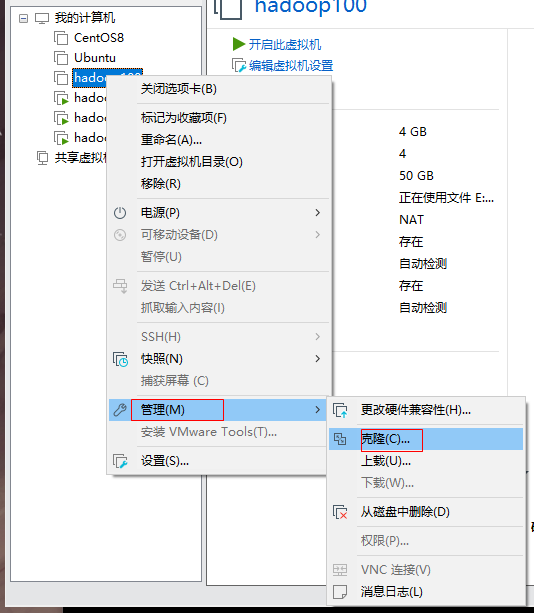 我的计算机
CentOS8
Ubuntu
hadoop100
hado
hado
hado
共享虚拟
hadoop100
开启此虚拟机
编辑虚拟机设置
4 GB
4
50 GB
正在使用文件 E:...
NAT
存在
自动检测
存在
自动检测
关闭选项卡(B)
标记为收藏项(F)
重命名(A)...
打开虚拟机目录(O)
移除(R)
电源(P)
可移动设备(D)
暂停(U)
发送 Ctrl+Alt+Del(E)
抓取输入内容(I)
SSH(H)
快照(N)
捕获屏幕 (C)
管理(M)
安装 VMware Tools(T)...
设置(S)...
更改硬件兼容性(H)...
克隆(C)...
上载(U)...
下载(W)...
从磁盘中删除(D)
权限(P)...
VNC 连接(V)
消息日志(L)